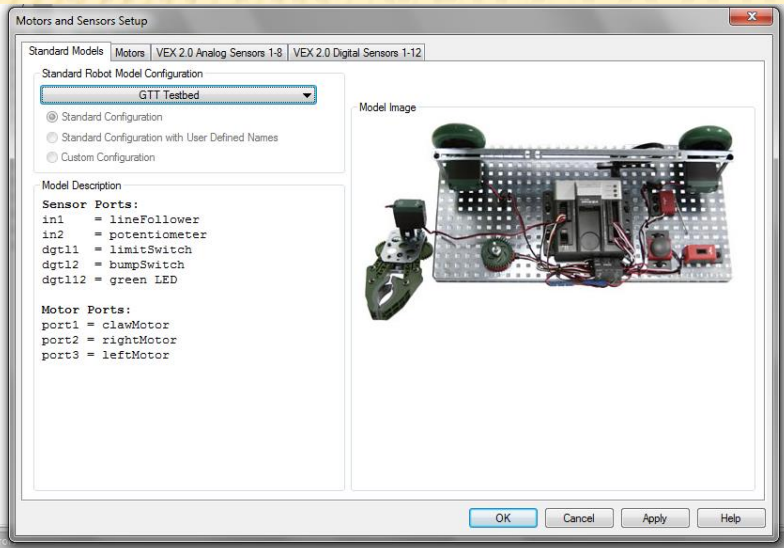 Motors and Sensors Setup
Standard Models Motors VEX 2.0 Analog Sensors 1-8 VEX 2.0 Digital Sensors 1-12
Standard Robot Model Configuration
GTT Testbed
Standard Configuration
Standard Configuration with User Defined Names
Custom Configuration
Model Image
Model Description
Sensor Ports:
in1 = lineFollower
in2 = potentiometer
dgtl1 = limitSwitch
dgtl2 = bumpSwitch
dgtl12 = green LED
Motor Ports:
port1 = clawMotor
port2 = rightMotor
port3 = leftMotor
OK Cancel Apply Help